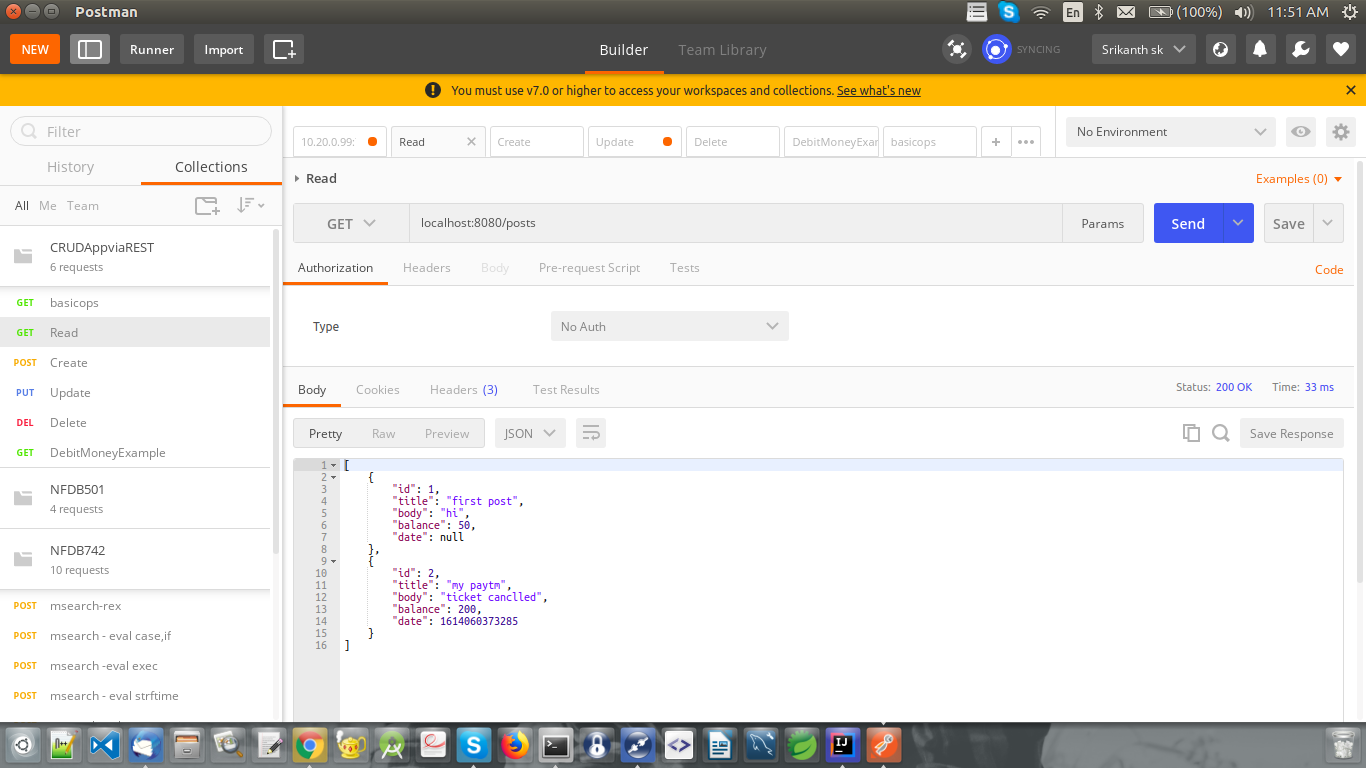 Postman
En
(100%)
11:51 AM
NEW
Runner
Import
Builder
Team Library
SYNCING
Srikanth sk
You must use v7.0 or higher to access your workspaces and collections. See what's new
Filter
History
Collections
All Me Team
CRUDAppviaREST
6 requests
GET basicops
GET Read
POST Create
PUT Update
DEL Delete
GET DebitMoneyExample
NFDB501
4 requests
NFDB742
10 requests
POST msearch-rex
POST msearch - eval case,if
POST msearch -eval exec
POST msearch - eval strftime
10.20.0.99:
Read
Create
Update
Delete
DebitMoneyExar
basicops
No Environment
Read
Examples (0)
GET
localhost:8080/posts
Params
Send
Save
Authorization
Headers
Body
Pre-request Script
Tests
Code
Type
No Auth
Body
Cookies
Headers (3)
Test Results
Status: 200 OK
Time: 33 ms
Pretty
Raw
Preview
JSON
Save Response
1 [
2 {
3 "id": 1,
4 "title": "first post",
5 "body": "hi",
6 "balance": 50,
7 "date": null
8 },
9 {
10 "id": 2,
11 "title": "my paytm",
12 "body": "ticket canclled",
13 "balance": 200,
14 "date": 1614060373285
15 }
16 ]